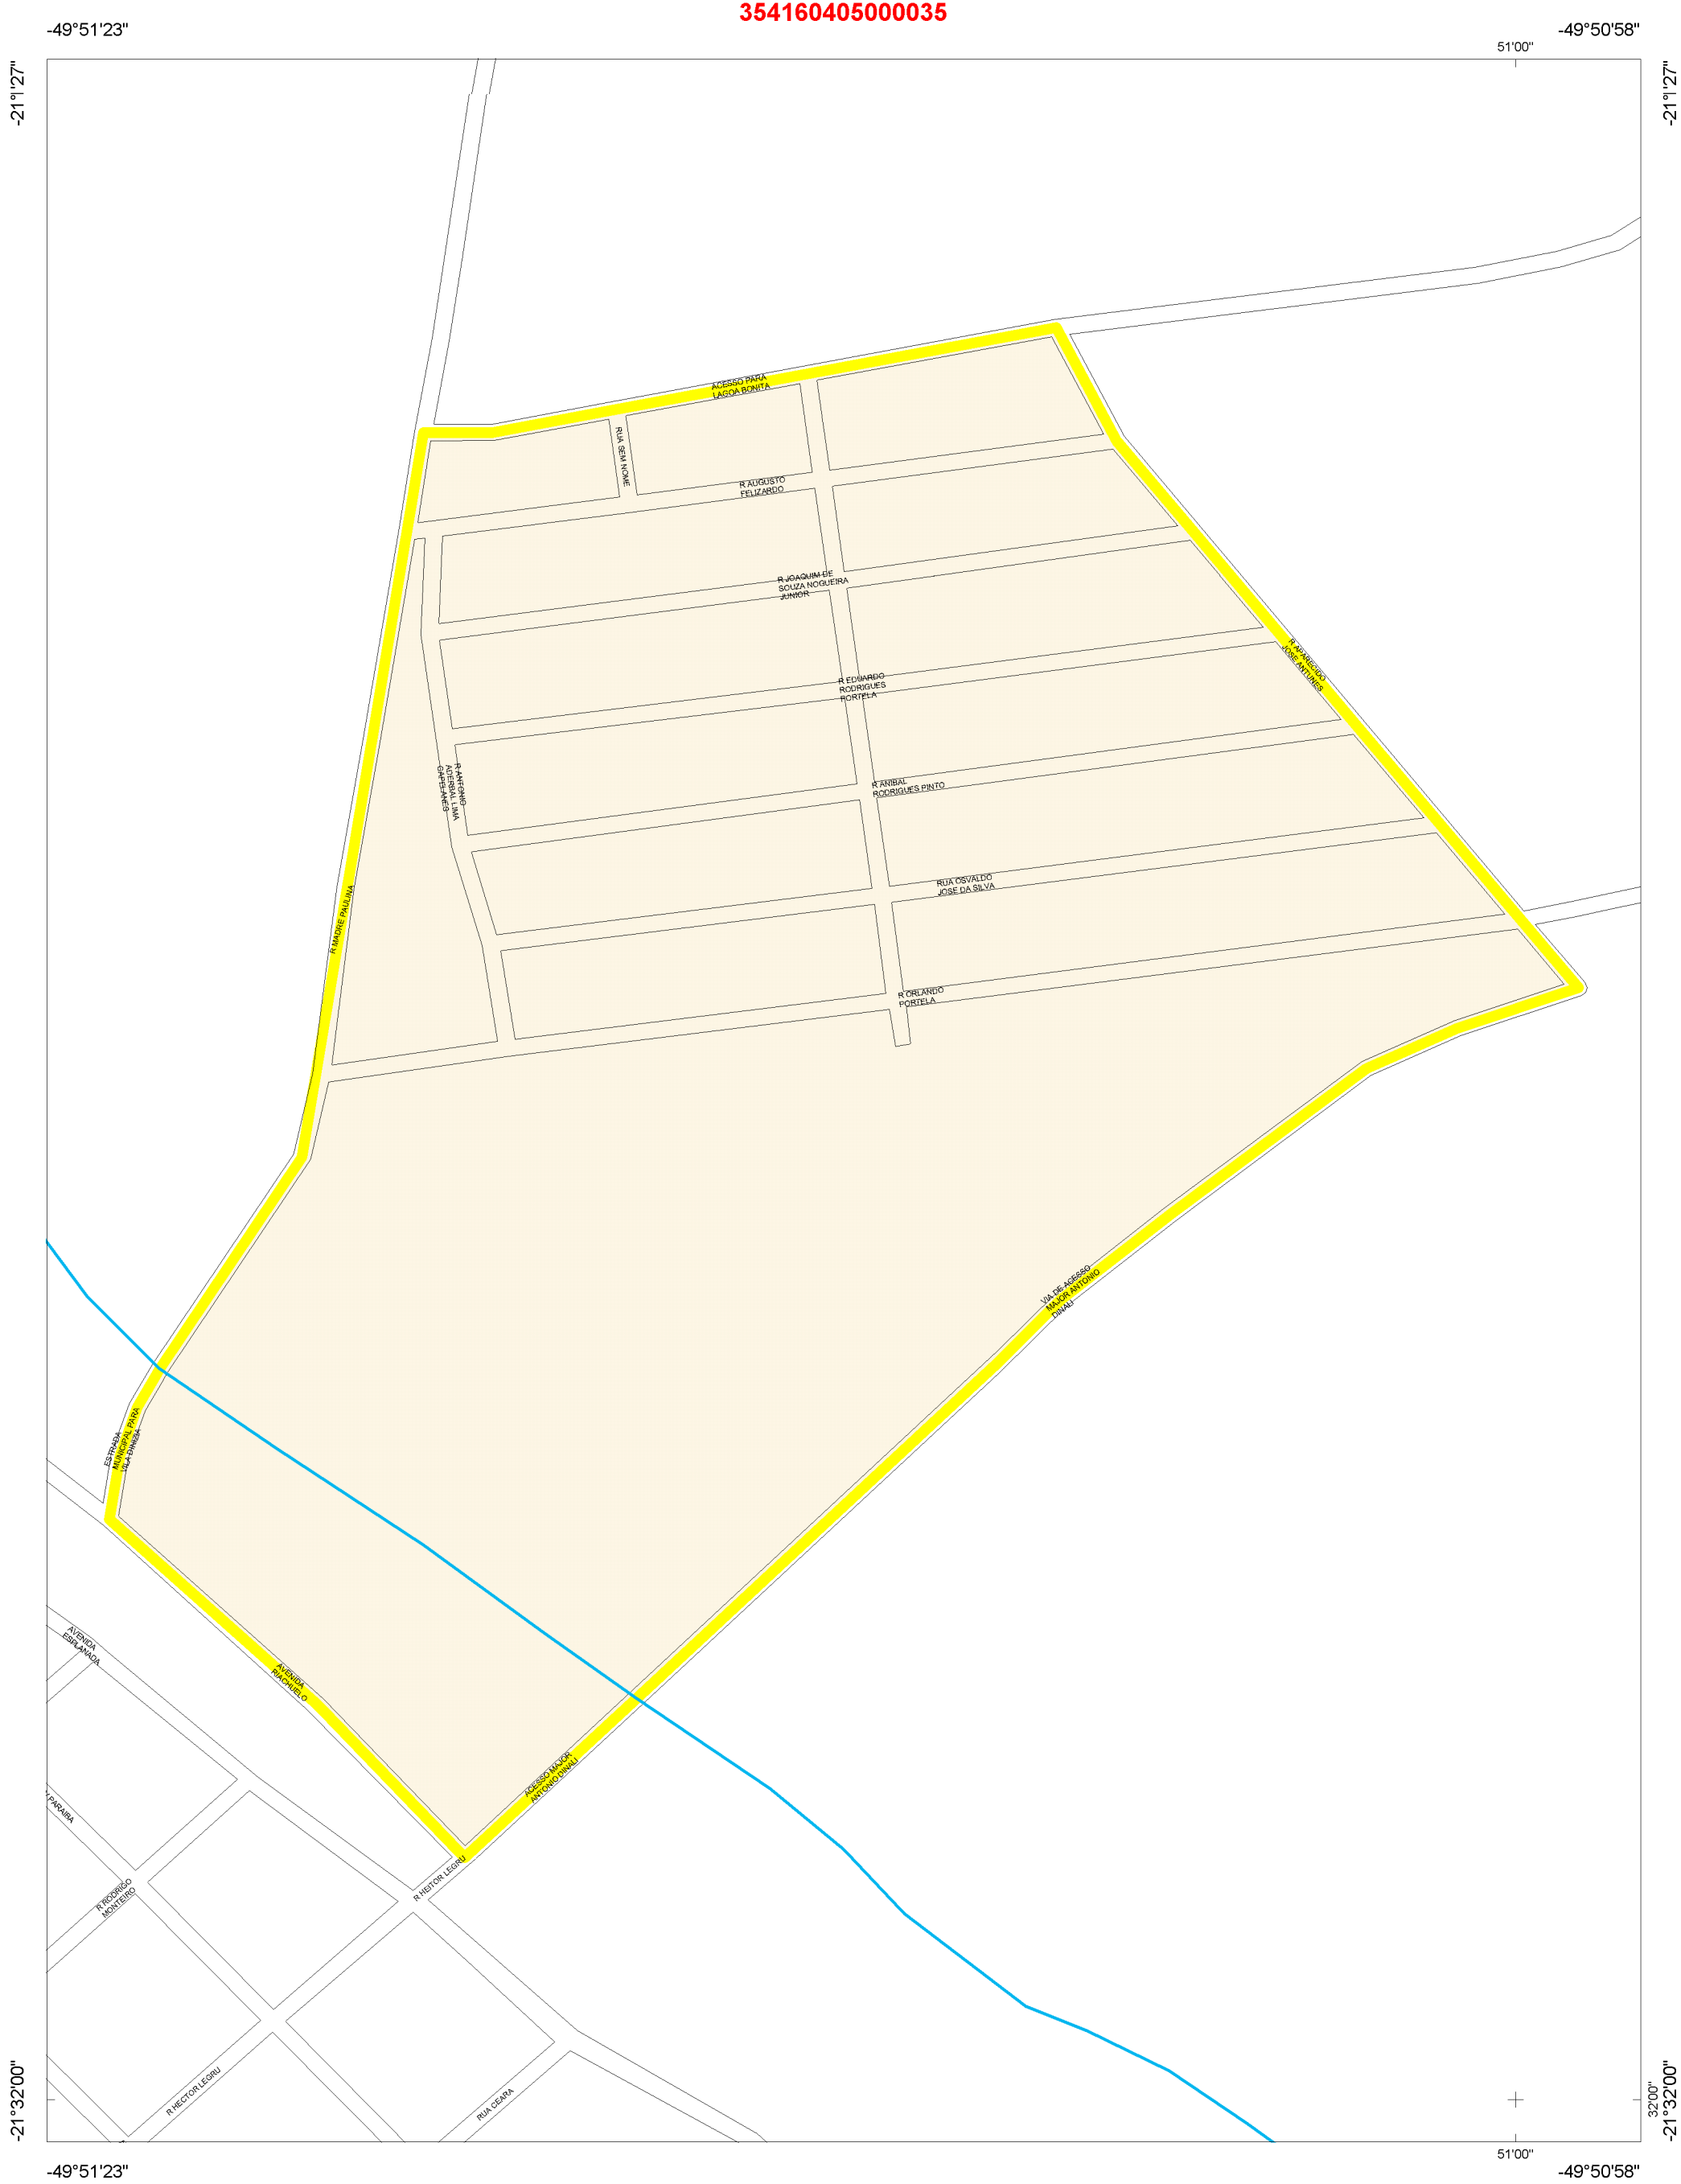 354160405000035
-49°51'23"
-49°50'58"
51'00"
-21°|'27"
-21°|'27"
ACESSO PARA
LAGOA BONITA
RUA SEM NOME
R AUGUSTO
FELIZARDO
R JOAQUIM DE
SOUZA NOGUEIRA
JUNIOR
R APARECIDO
JOSE ANTUNES
R EDUARDO
RODRIGUES
PORTELA
R ANTONIO
ADERBAL LIMA
CAPELANES
R ANIBAL
RODRIGUES PINTO
RUA OSVALDO
JOSE DA SILVA
R MADRE PAULINA
R ORLANDO
PORTELA
VIA DE ACESSO
MAJOR ANTONIO
DINALI
ESTRADA
MUNICIPAL PARA
VILA DINIZIA
AVENIDA
ESPLANADA
AVENIDA
RIACHUELO
ACESSO MAJOR
ANTONIO DINALI
PARAIBA
R HEITOR LEGRU
R RODRIGO
MONTEIRO
R HECTOR LEGRU
RUA CEARA
-21°32'00"
32'00"
-21°32'00"
51'00"
-49°51'23"
-49°50'58"